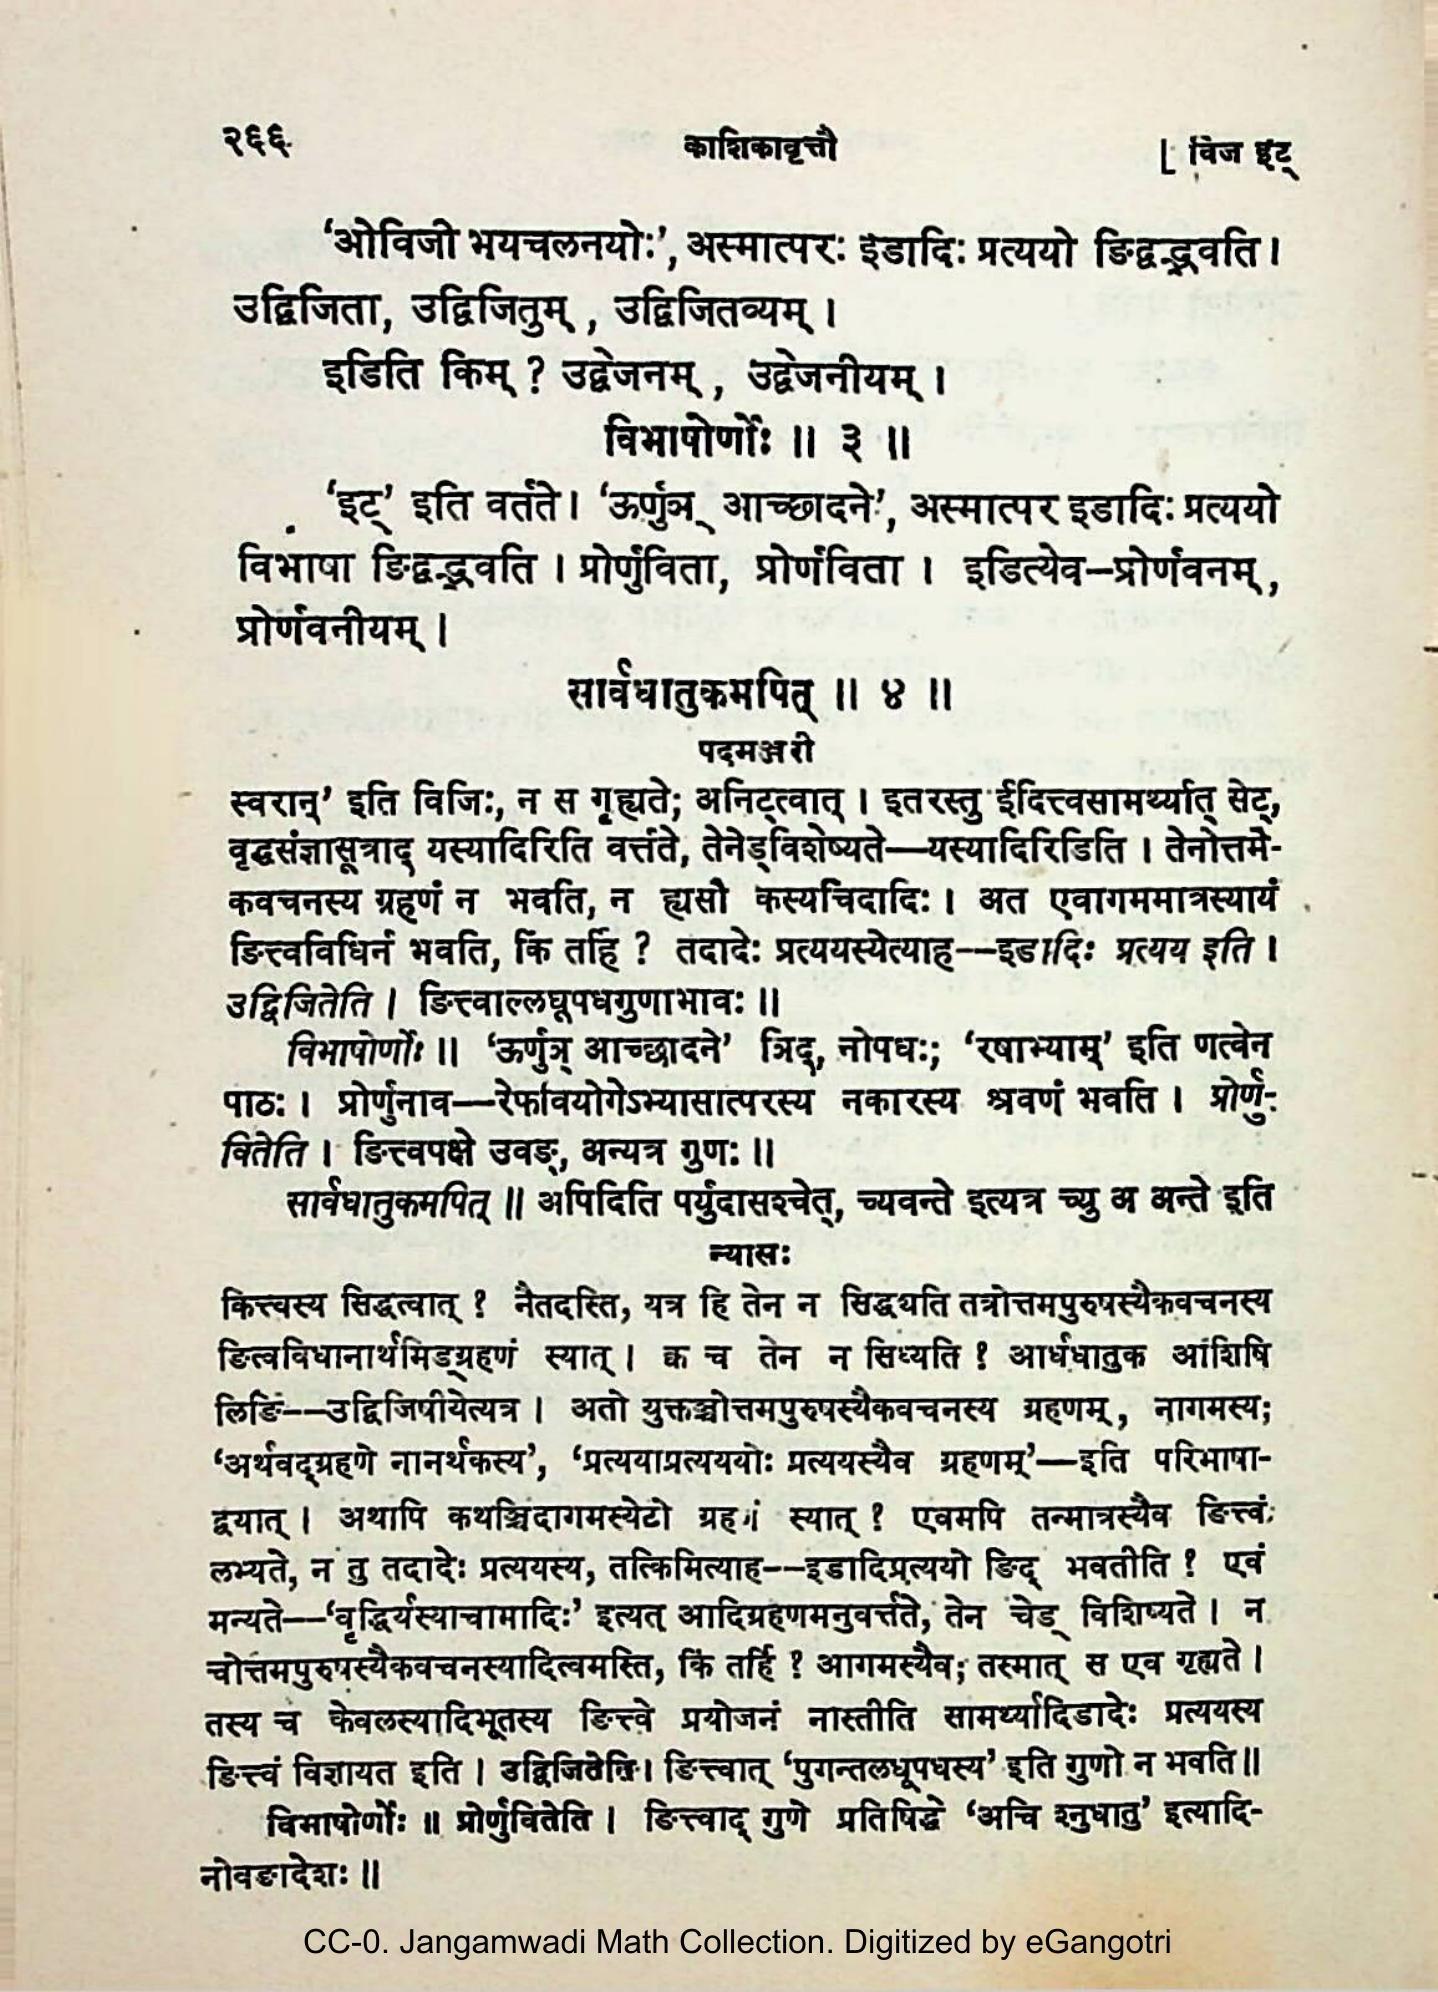 २६६ काशिकावृत्तौ [ विज इट्
‘ओविजी भयचलनयोः’, अस्मात्परः इडादिः प्रत्ययो ङिद्वद्भवति ।
उद्विजिता, उद्विजितुम् , उद्विजितव्यम् ।
इडिति किम् ? उद्वेजनम् , उद्वेजनीयम् ।
विभाषोर्णोः ॥ ३ ॥
‘इट्’ इति वर्तते । ‘ऊर्णुञ् आच्छादने’, अस्मात्पर इडादिः प्रत्ययो
विभाषा ङिद्वद्भवति । प्रोर्णुविता, प्रोर्णविता । इडित्येव—प्रोर्णवनम् ,
प्रोर्णवनीयम् ।
सार्वधातुकमपित् ॥ ४ ॥
पदमञ्जरी
स्वरान्’ इति विजिः, न स गृह्यते; अनिट्त्वात् । इतरस्तु ईदित्त्वसामर्थ्यात् सेट्,
वृद्धसंज्ञासूत्राद् यस्यादिरिति वर्त्तते, तेनेड्विशेष्यते—यस्यादिरिडिति । तेनोत्तमै-
कवचनस्य ग्रहणं न भवति, न ह्यसौ कस्यचिदादिः । अत एवागममात्रस्यायं
ङित्त्वविधिर्न भवति, किं तर्हि ? तदादेः प्रत्ययस्येत्याह—इडादिः प्रत्यय इति ।
उद्विजितेति । ङित्त्वाल्लघूपधगुणाभावः ॥
विभाषोर्णोः ॥ ‘ऊर्णुञ् आच्छादने’ ञिद्, नोपधः; ‘रषाभ्याम्’ इति णत्वेन
पाठः । प्रोर्णुनाव—रेफवियोगेऽभ्यासात्परस्य नकारस्य श्रवणं भवति । प्रोर्णु-
वितेति । ङित्त्वपक्षे उवङ्, अन्यत्र गुणः ॥
सार्वधातुकमपित् ॥ अपिदिति पर्युदासश्चेत्, च्यवन्ते इत्यत्र च्यु अ अन्ते इति
न्यासः
कित्त्वस्य सिद्धत्वात् ? नैतदस्ति, यत्र हि तेन न सिद्धयति तत्रोत्तमपुरुषस्यैकवचनस्य
ङित्वविधानार्थमिड्ग्रहणं स्यात् । क्व च तेन न सिध्यति ? आर्धधातुक आशिषि
लिङि—उद्विजिषीयेत्यत्र । अतो युक्तञ्चोत्तमपुरुषस्यैकवचनस्य ग्रहणम् , नागमस्य;
‘अर्थवद्ग्रहणे नानर्थकस्य’, ‘प्रत्ययाप्रत्यययोः प्रत्ययस्यैव ग्रहणम्’—इति परिभाषा-
द्वयात् । अथापि कथञ्चिदागमस्येटो ग्रहणं स्यात् ? एवमपि तन्मात्रस्यैव ङित्त्वं
लभ्यते, न तु तदादेः प्रत्ययस्य, तत्किमित्याह—इडादिप्रत्ययो ङिद् भवतीति ? एवं
मन्यते—‘वृद्धिर्यस्याचामादिः’ इत्यत् आदिग्रहणमनुवर्त्तते, तेन चेड् विशिष्यते । न
चोत्तमपुरुषस्यैकवचनस्यादित्वमस्ति, किं तर्हि ? आगमस्यैव; तस्मात् स एव गृह्यते ।
तस्य च केवलस्यादिभूतस्य ङित्त्वे प्रयोजनं नास्तीति सामर्थ्यादिडादेः प्रत्ययस्य
ङित्त्वं विज्ञायत इति । उद्विजितेति । ङित्त्वात् ‘पुगन्तलधूपधस्य’ इति गुणो न भवति ॥
विभाषोर्णोः ॥ प्रोर्णुवितेति । ङित्त्वाद् गुणे प्रतिषिद्धे ‘अचि श्नुधातु’ इत्यादि-
नोवङादेशः ॥
CC-0. Jangamwadi Math Collection. Digitized by eGangotri